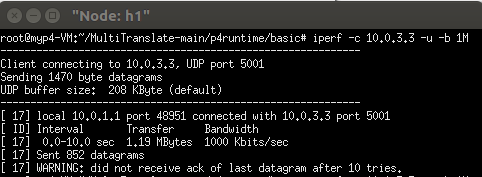 "Node: h1"
root@myp4-VM:~/MultiTranslate-main/p4runtime/basic# iperf -c 10.0.3.3 -u -b 1M
------------------------------------------------------------
Client connecting to 10.0.3.3, UDP port 5001
Sending 1470 byte datagrams
UDP buffer size:  208 KByte (default)
------------------------------------------------------------
[ 17] local 10.0.1.1 port 48951 connected with 10.0.3.3 port 5001
[ ID] Interval       Transfer     Bandwidth
[ 17]  0.0-10.0 sec  1.19 MBytes  1000 Kbits/sec
[ 17] Sent 852 datagrams
[ 17] WARNING: did not receive ack of last datagram after 10 tries.